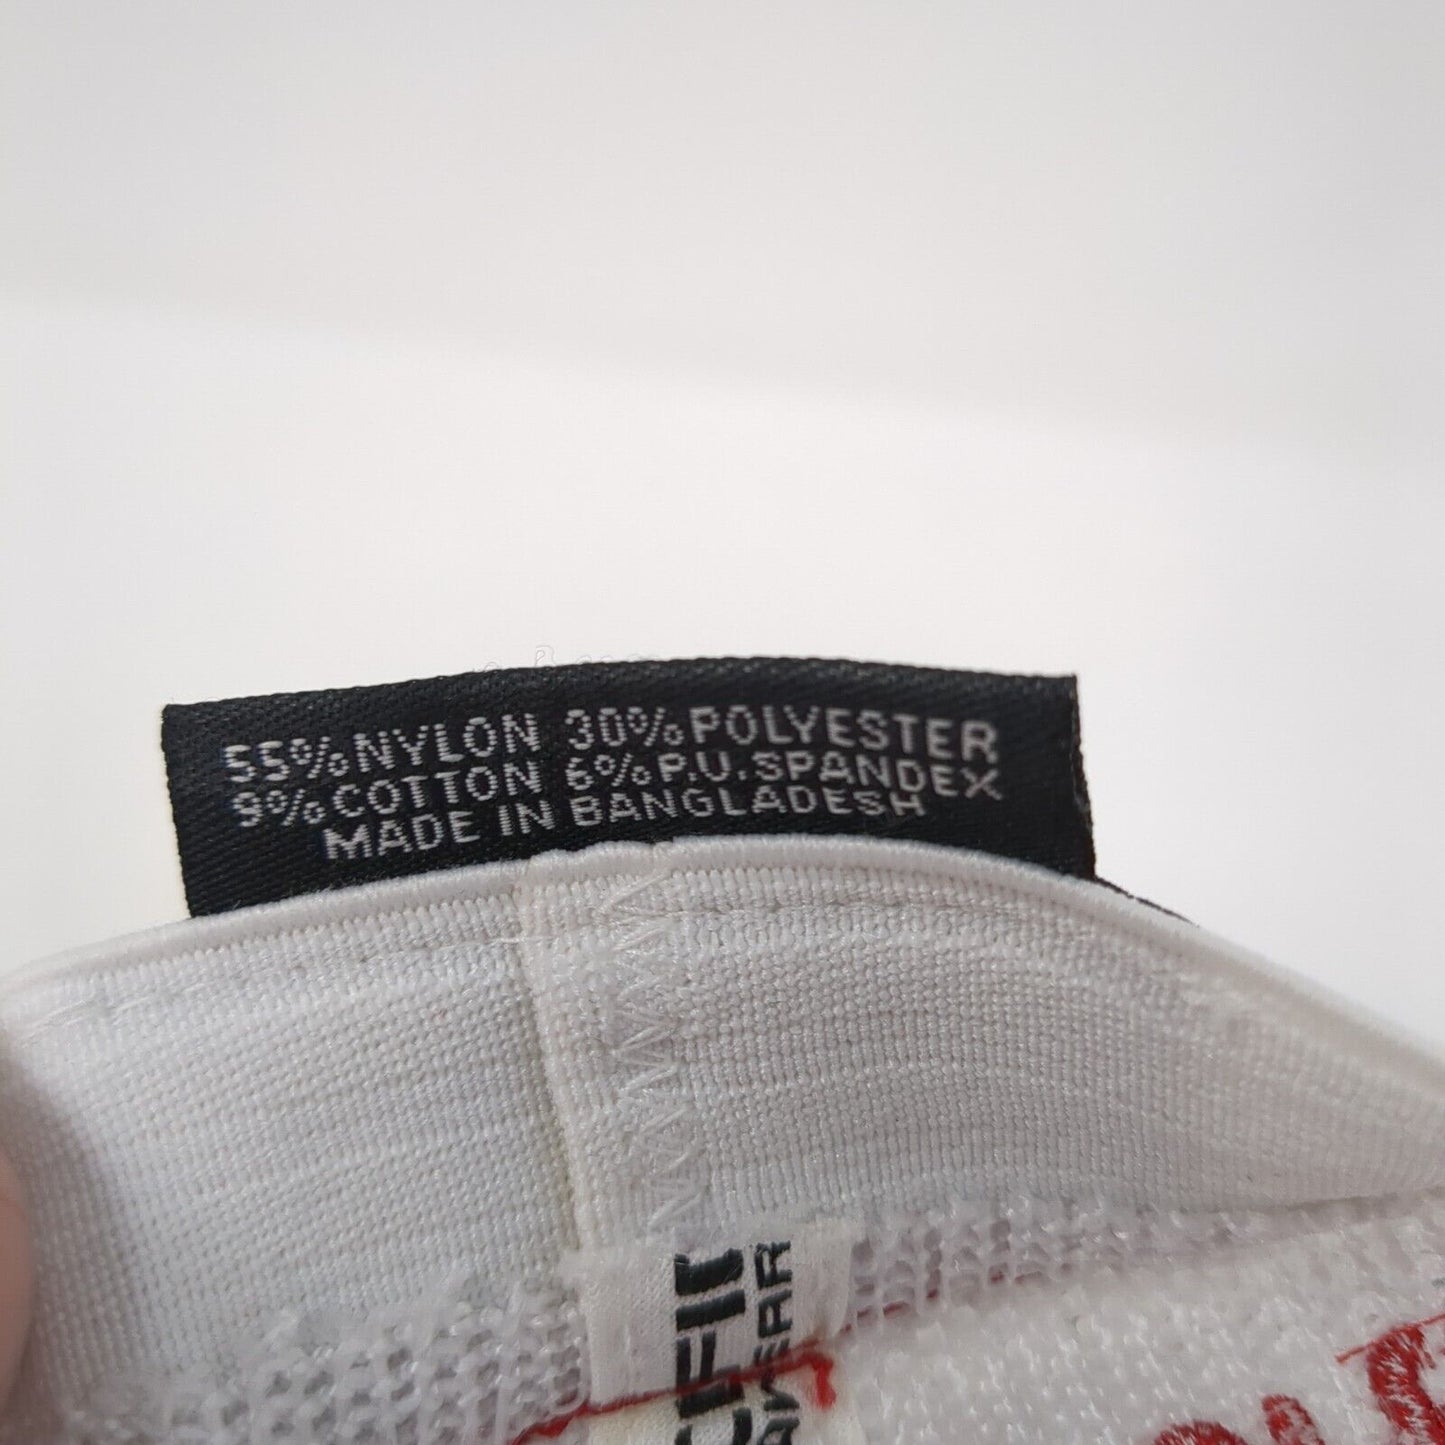 55% NYLON 30% POLYESTER
9% COTTON 6% P.U. SPANDEX
MADE IN BANGLADESH